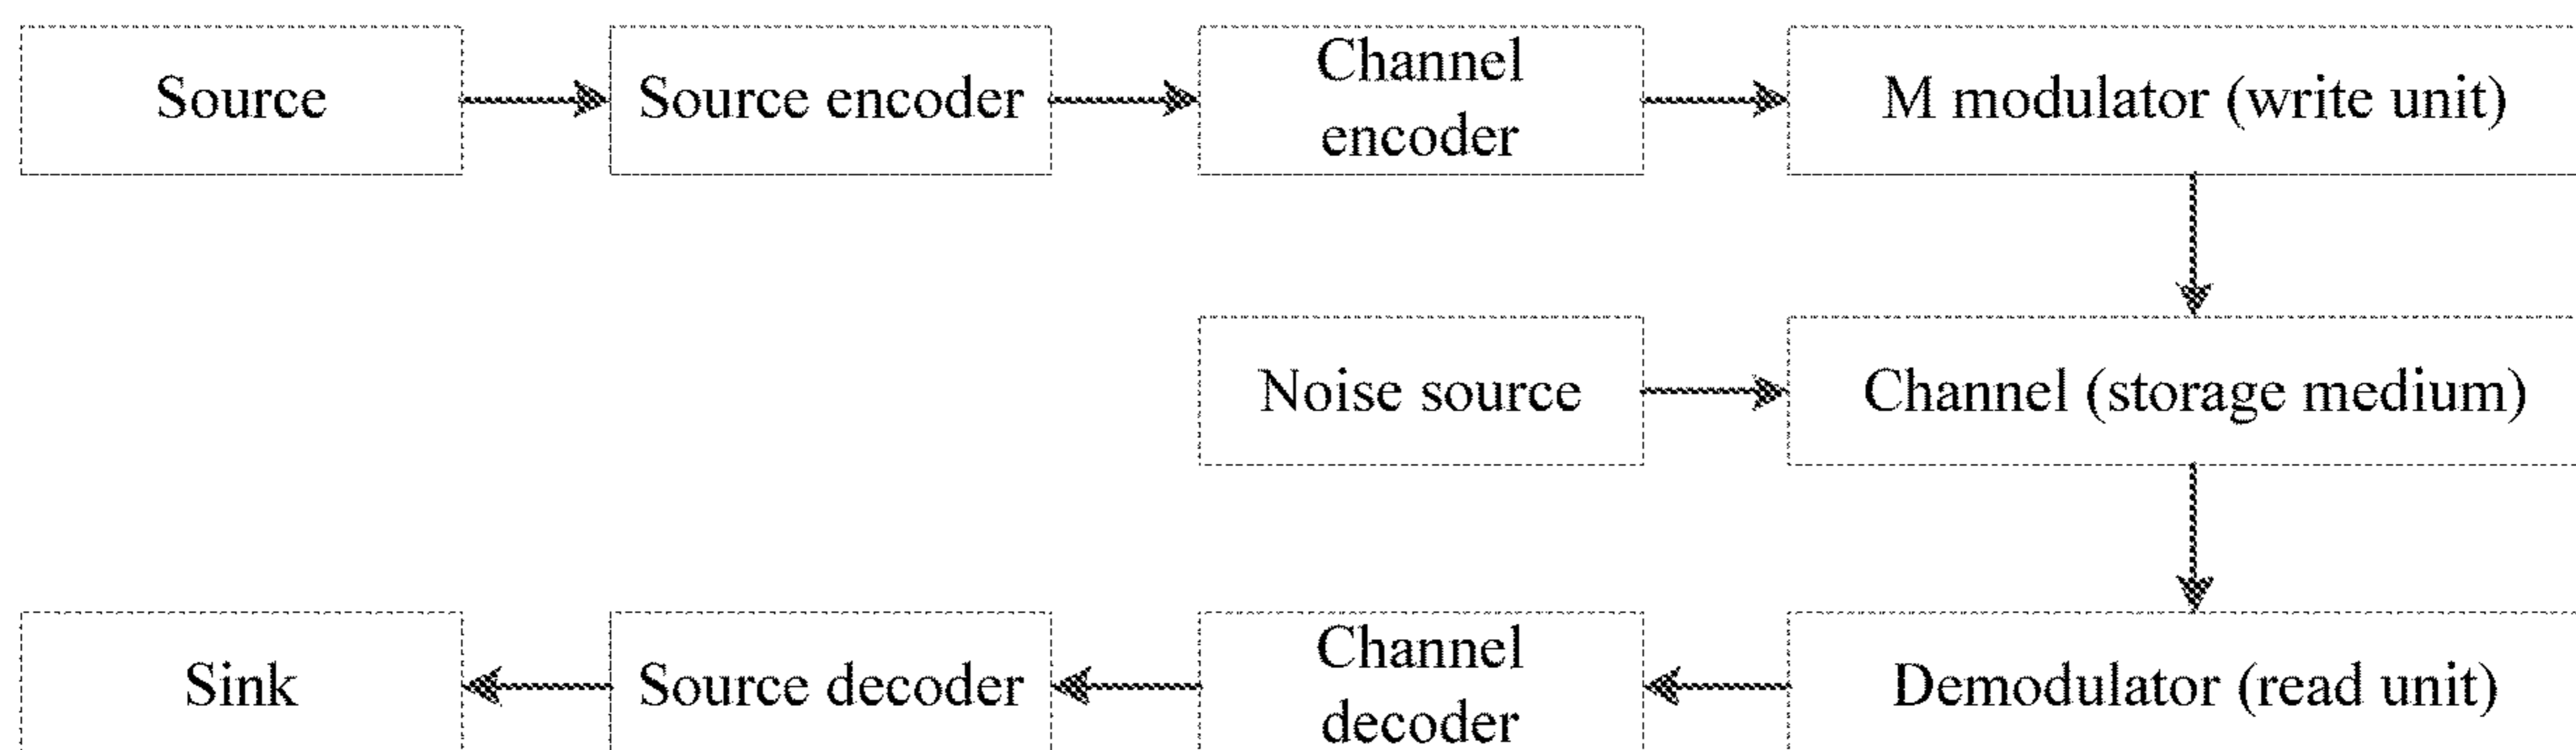 Source
Source encoder
Channel
encoder
M modulator (write unit)
Noise source
Channel (storage medium)
Sink
Source decoder
Channel
decoder
Demodulator (read unit)